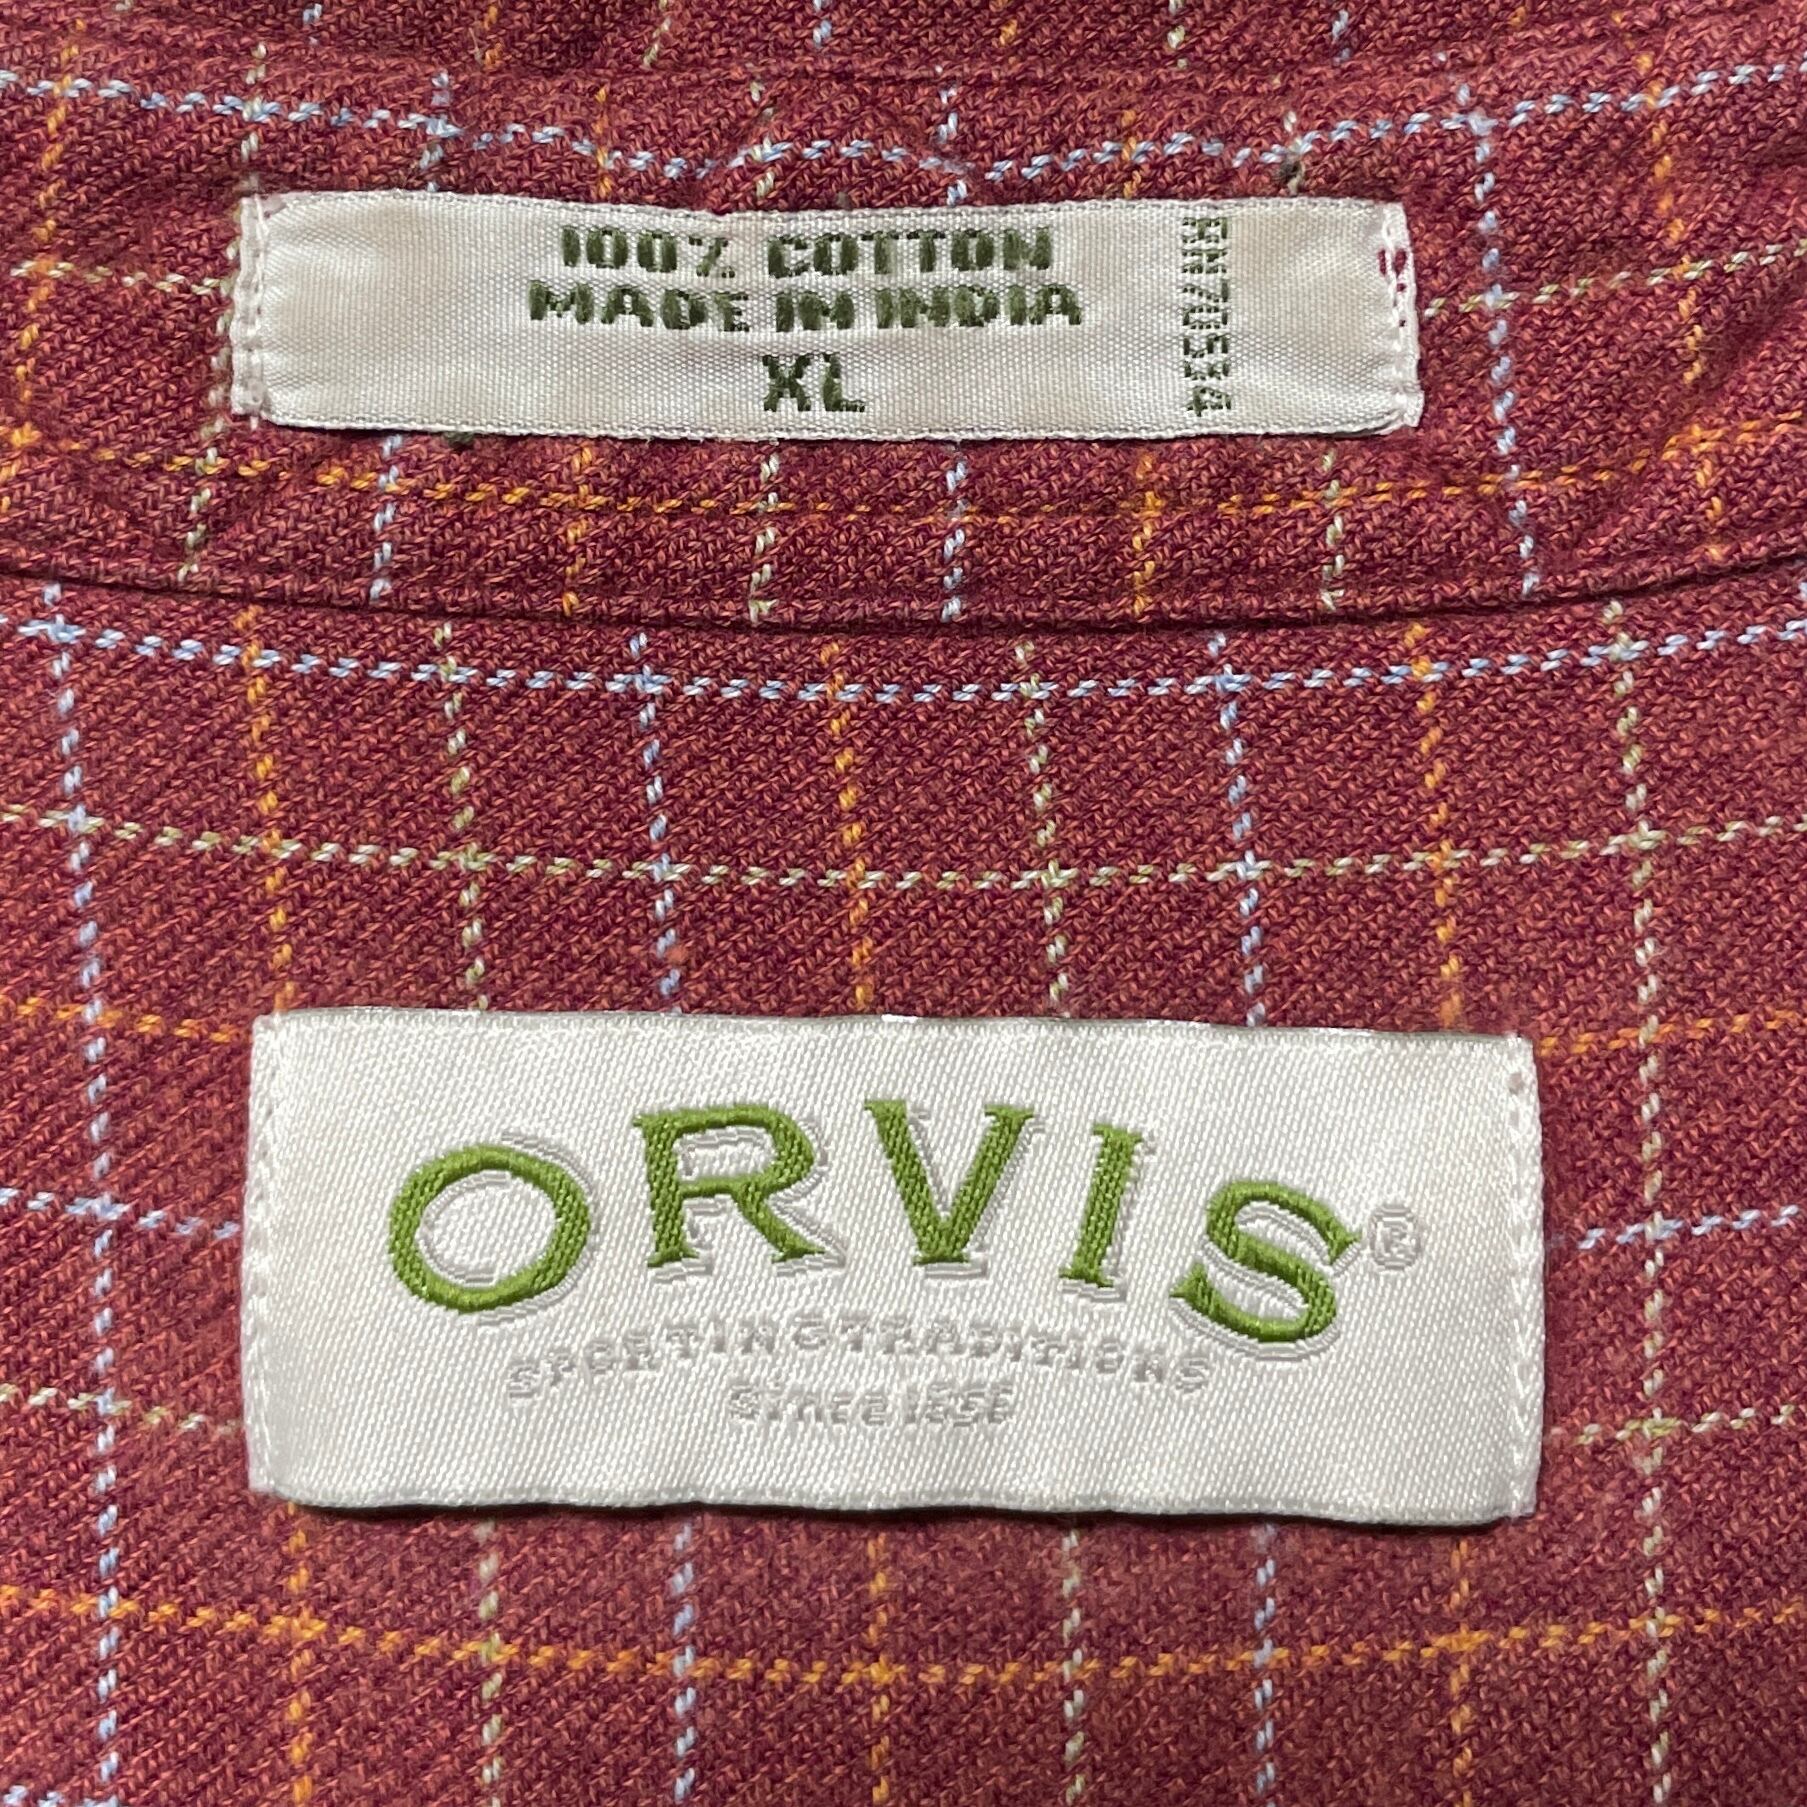 100% COTTON
MADE IN INDIA
XL
RN70534
ORVIS®
SPORTING TRADITIONS
Since 1856